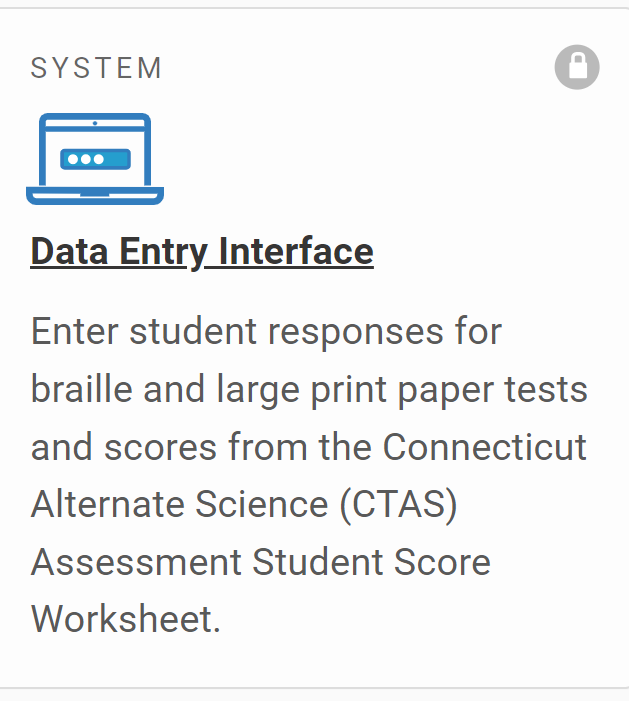 SYSTEM
Data Entry Interface
Enter student responses for
braille and large print paper tests
and scores from the Connecticut
Alternate Science (CTAS)
Assessment Student Score
Worksheet.